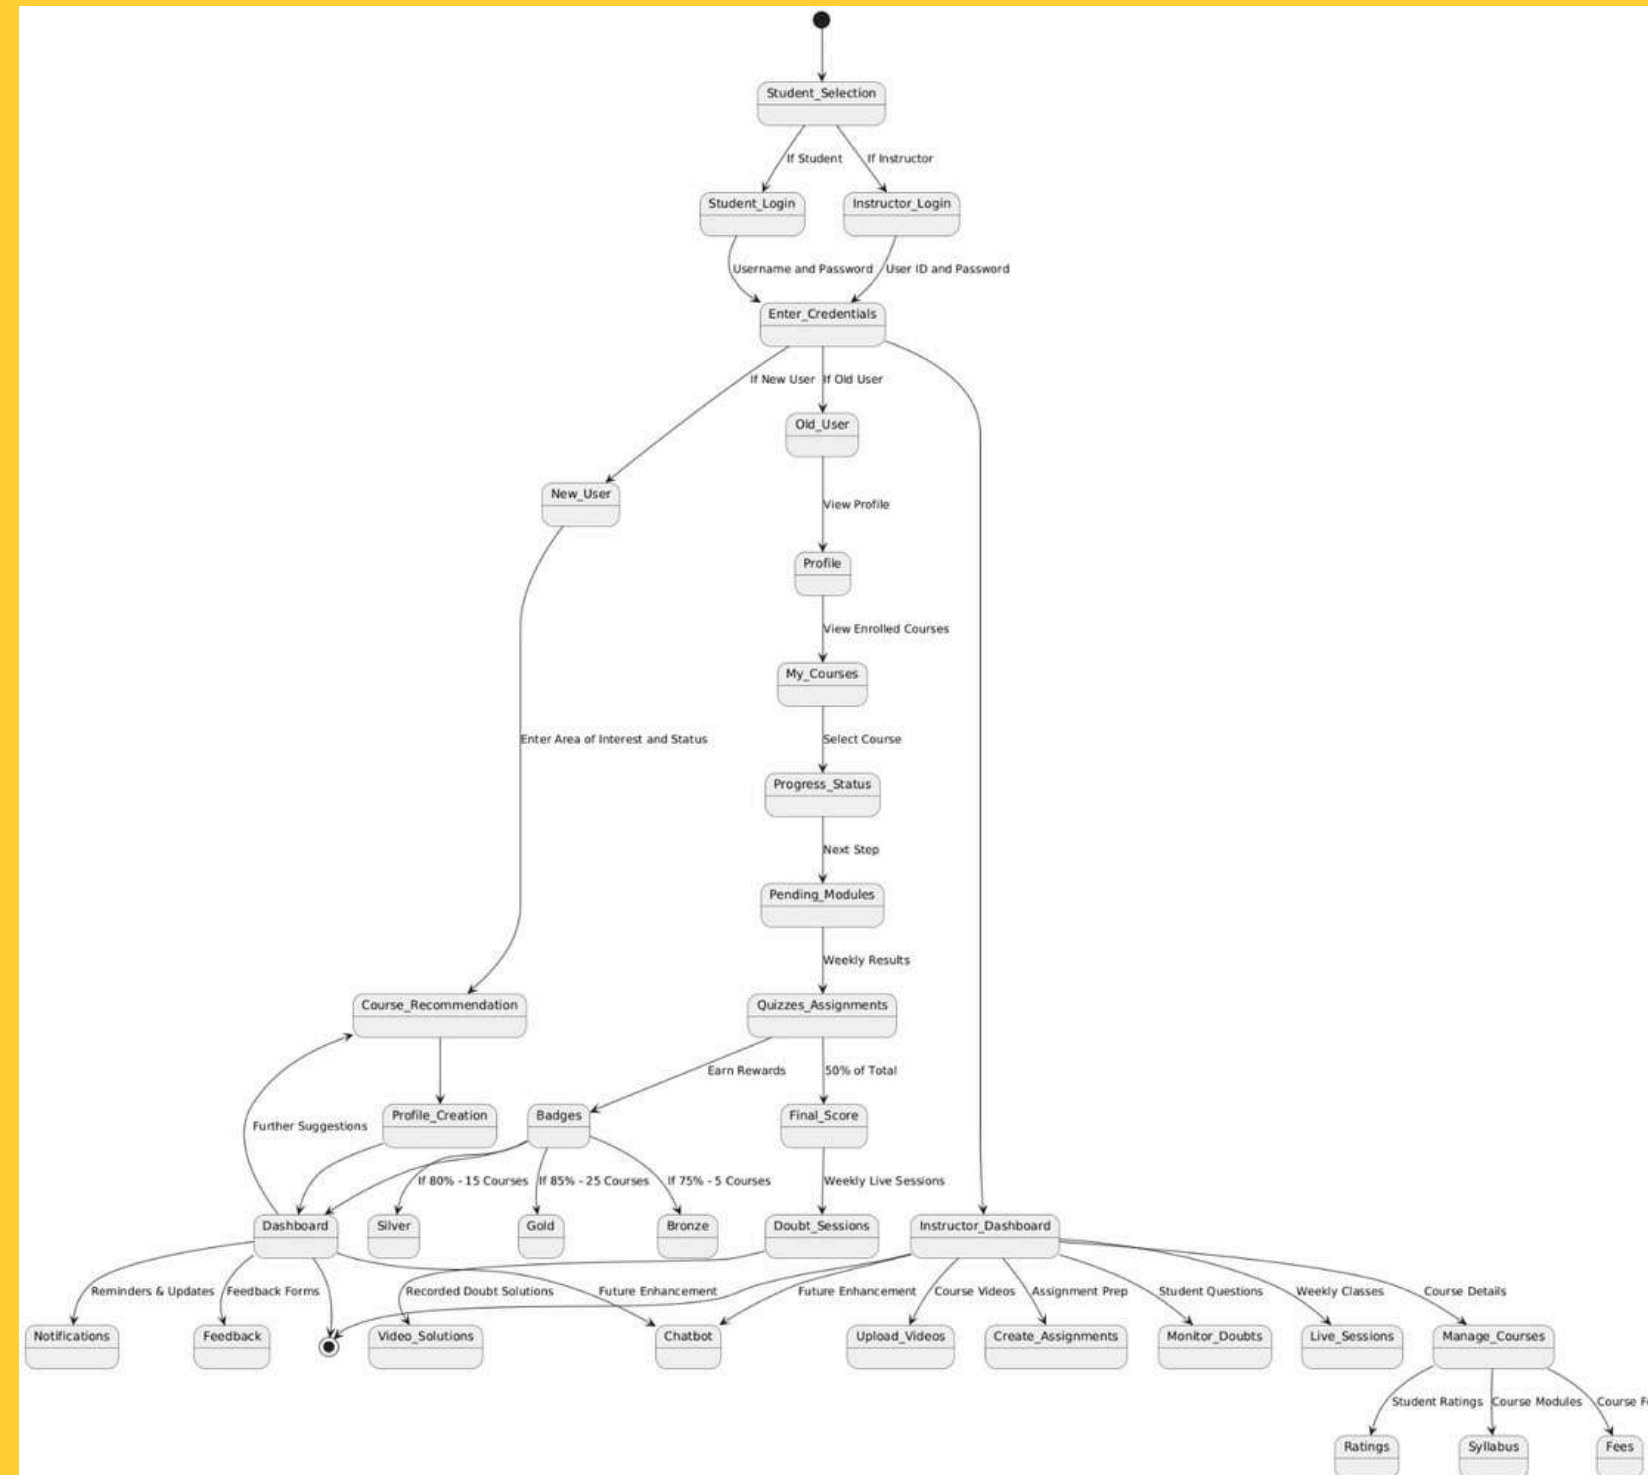 Student_Selection
If Student
If Instructor
Student_Login
Instructor_Login
Username and Password
User ID and Password
Enter_Credentials
If New User
If Old User
Old_User
New_User
View Profile
Profile
View Enrolled Courses
My_Courses
Enter Area of Interest and Status
Select Course
Progress_Status
Next Step
Pending_Modules
Weekly Results
Course_Recommendation
Quizzes_Assignments
Earn Rewards
50% of Total
Further Suggestions
Profile_Creation
Badges
Final_Score
If 80% - 15 Courses
If 85% - 25 Courses
If 75% - 5 Courses
Weekly Live Sessions
Dashboard
Silver
Gold
Bronze
Doubt_Sessions
Instructor_Dashboard
Reminders & Updates
Feedback Forms
Recorded Doubt Solutions
Future Enhancement
Future Enhancement
Course Videos
Assignment Prep
Student Questions
Weekly Classes
Course Details
Notifications
Feedback
Video_Solutions
Chatbot
Upload_Videos
Create_Assignments
Monitor_Doubts
Live_Sessions
Manage_Courses
Student Ratings
Course Modules
Course
Ratings
Syllabus
Fees